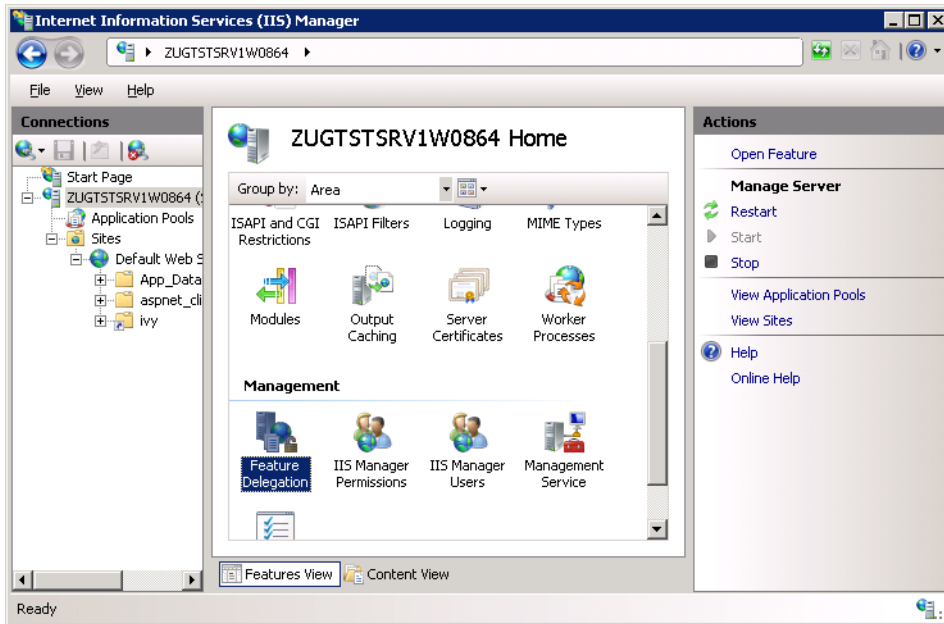 Internet Information Services (IIS) Manager
ZUGTSTSRV1W0864
File View Help
Connections
Start Page
ZUGTSTSRV1W0864 (
Application Pools
Sites
Default Web S
App_Data
aspnet_cli
ivy
ZUGTSTSRV1W0864 Home
Group by: Area
ISAPI and CGI
Restrictions
ISAPI Filters
Logging
MIME Types
Modules
Output
Caching
Server
Certificates
Worker
Processes
Management
Feature
Delegation
IIS Manager
Permissions
IIS Manager
Users
Management
Service
Features View
Content View
Actions
Open Feature
Manage Server
Restart
Start
Stop
View Application Pools
View Sites
Help
Online Help
Ready